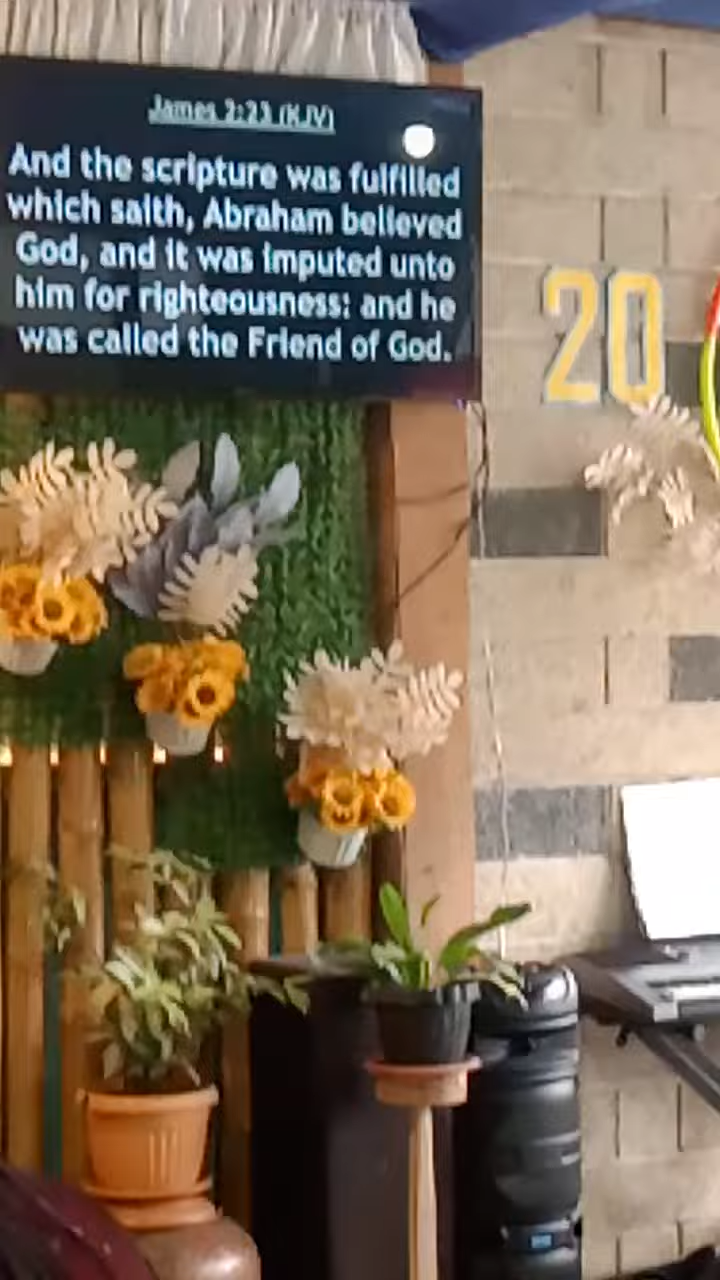 James 2:23 (KJV)
And the scripture was fulfilled
which saith, Abraham believed
God, and it was imputed unto
him for righteousness: and he
was called the Friend of God.
20